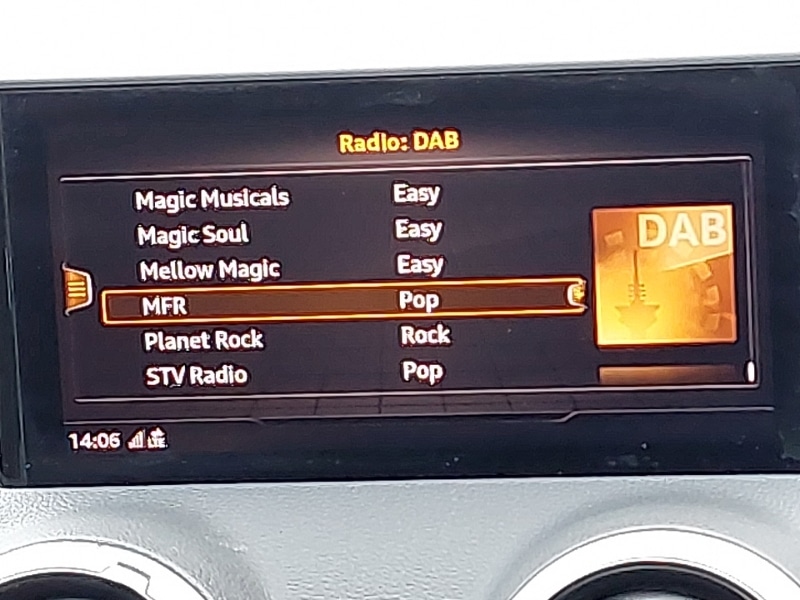 Radio: DAB
Magic Musicals Easy
Magic Soul Easy
Mellow Magic Easy
MFR Pop
Planet Rock Rock
STV Radio Pop
DAB
14:06 LTE